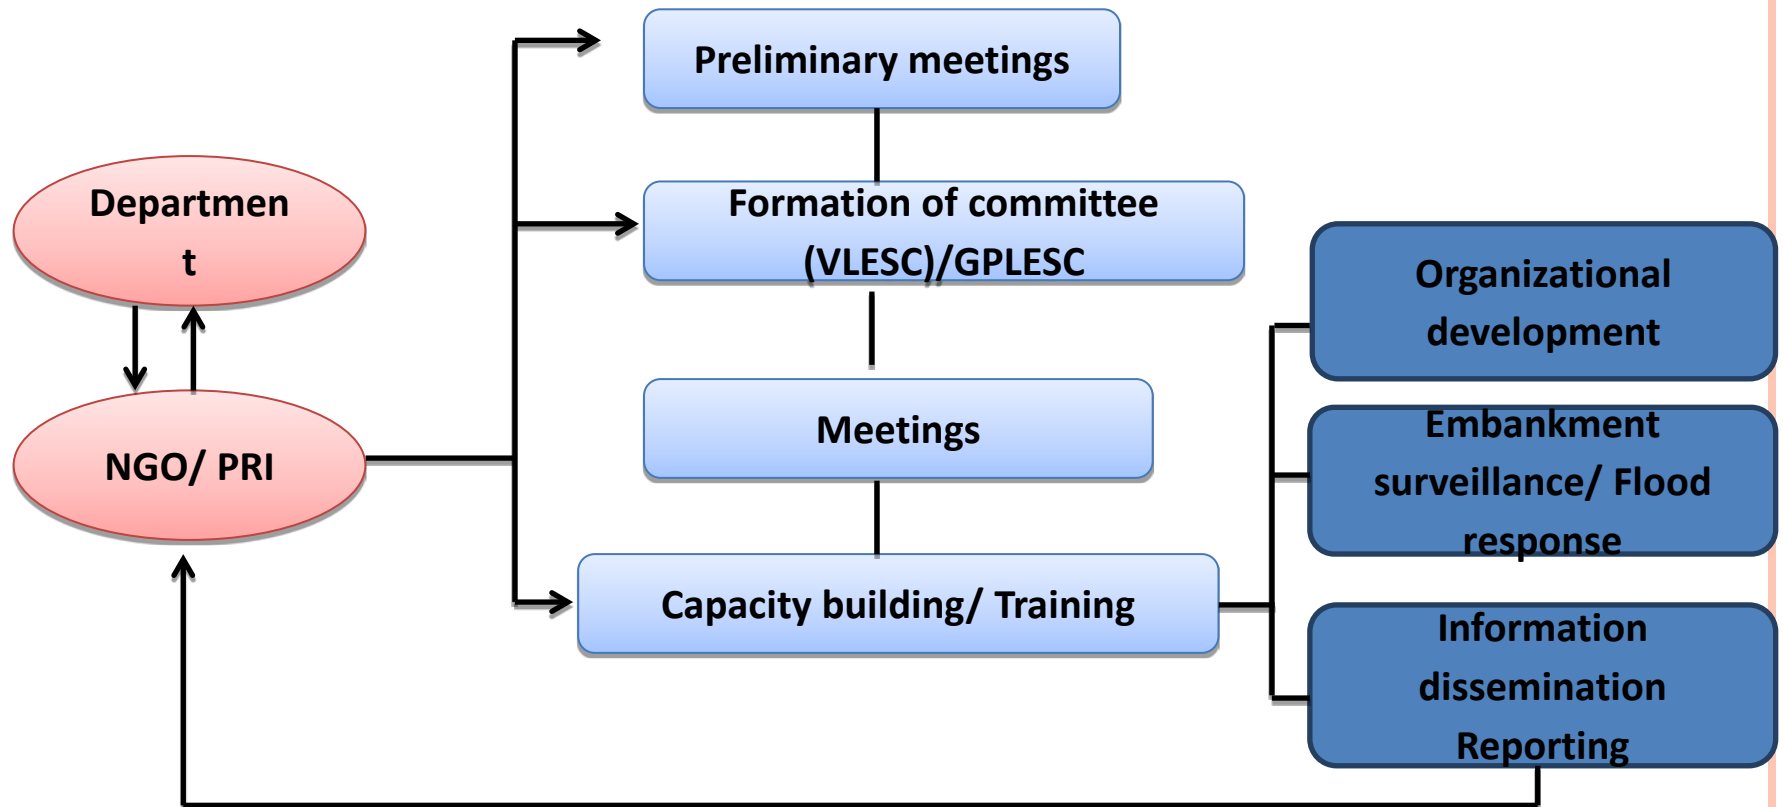 Preliminary meetings
Departmen
t
Formation of committee
(VLESC)/GPLESC
Organizational
development
NGO/ PRI
Meetings
Embankment
surveillance/ Flood
response
Capacity building/ Training
Information
dissemination
Reporting